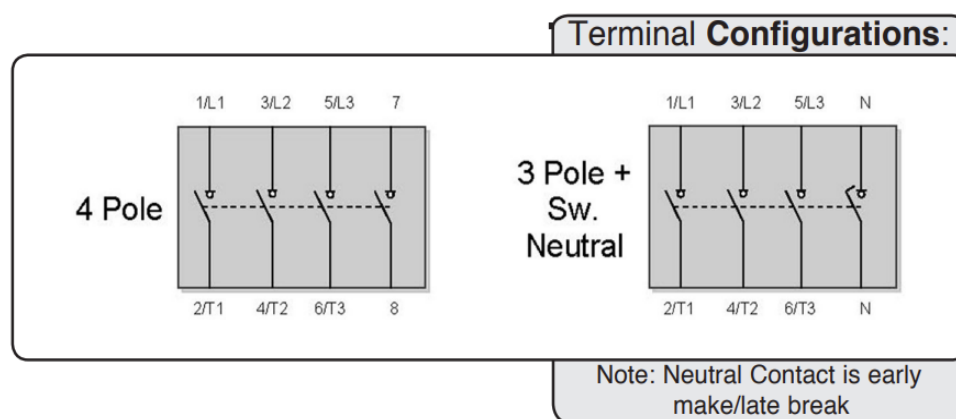 Terminal Configurations:
1/L1 3/L2 5/L3 7
4 Pole
2/T1 4/T2 6/T3 8
1/L1 3/L2 5/L3 N
3 Pole +
Sw.
Neutral
2/T1 4/T2 6/T3 N
Note: Neutral Contact is early
make/late break